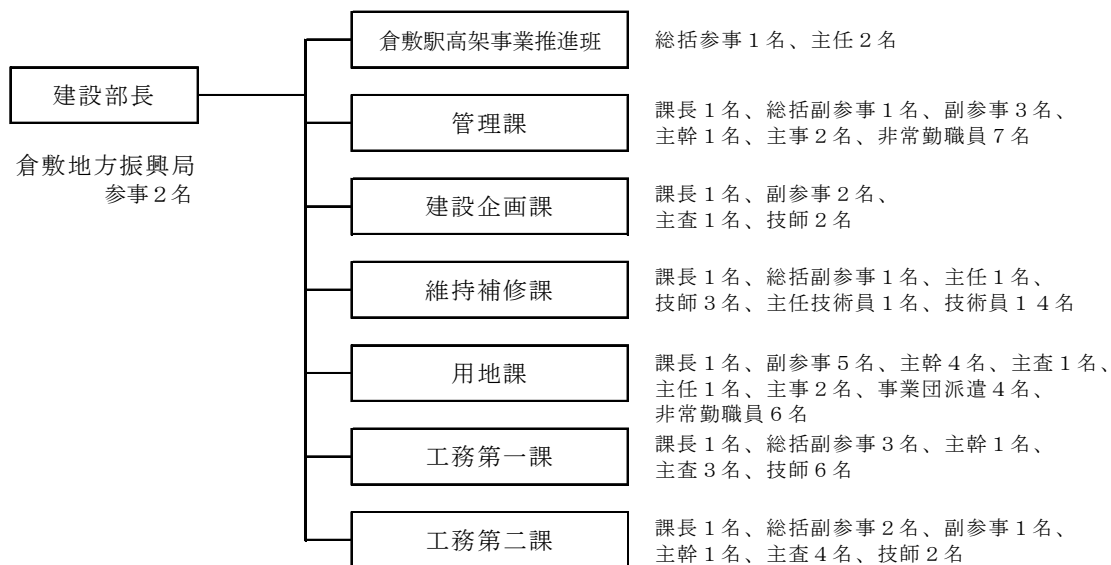 建設部長
倉敷地方振興局
参事２名
倉敷駅高架事業推進班
総括参事１名、主任２名
管理課
課長１名、総括副参事１名、副参事３名、
主幹１名、主事２名、非常勤職員７名
建設企画課
課長１名、副参事２名、
主査１名、技師２名
維持補修課
課長１名、総括副参事１名、主任１名、
技師３名、主任技術員１名、技術員１４名
用地課
課長１名、副参事５名、主幹４名、主査１名、
主任１名、主事２名、事業団派遣４名、
非常勤職員６名
工務第一課
課長１名、総括副参事３名、主幹１名、
主査３名、技師６名
工務第二課
課長１名、総括副参事２名、副参事１名、
主幹１名、主査４名、技師２名